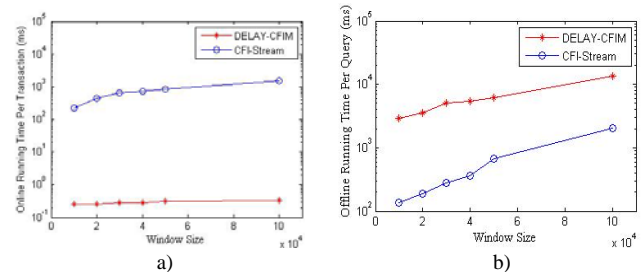 Online Running Time Per Transaction (ms)
10^5
10^4
10^3
10^2
10^1
10^0
10^-1
DELAY-CFIM
CFI-Stream
0 2 4 6 8 10
Window Size
x 10^4
a)
Offline Running Time Per Query (ms)
10^5
10^4
10^3
10^2
DELAY-CFIM
CFI-Stream
0 2 4 6 8 10
Window Size
x 10^4
b)